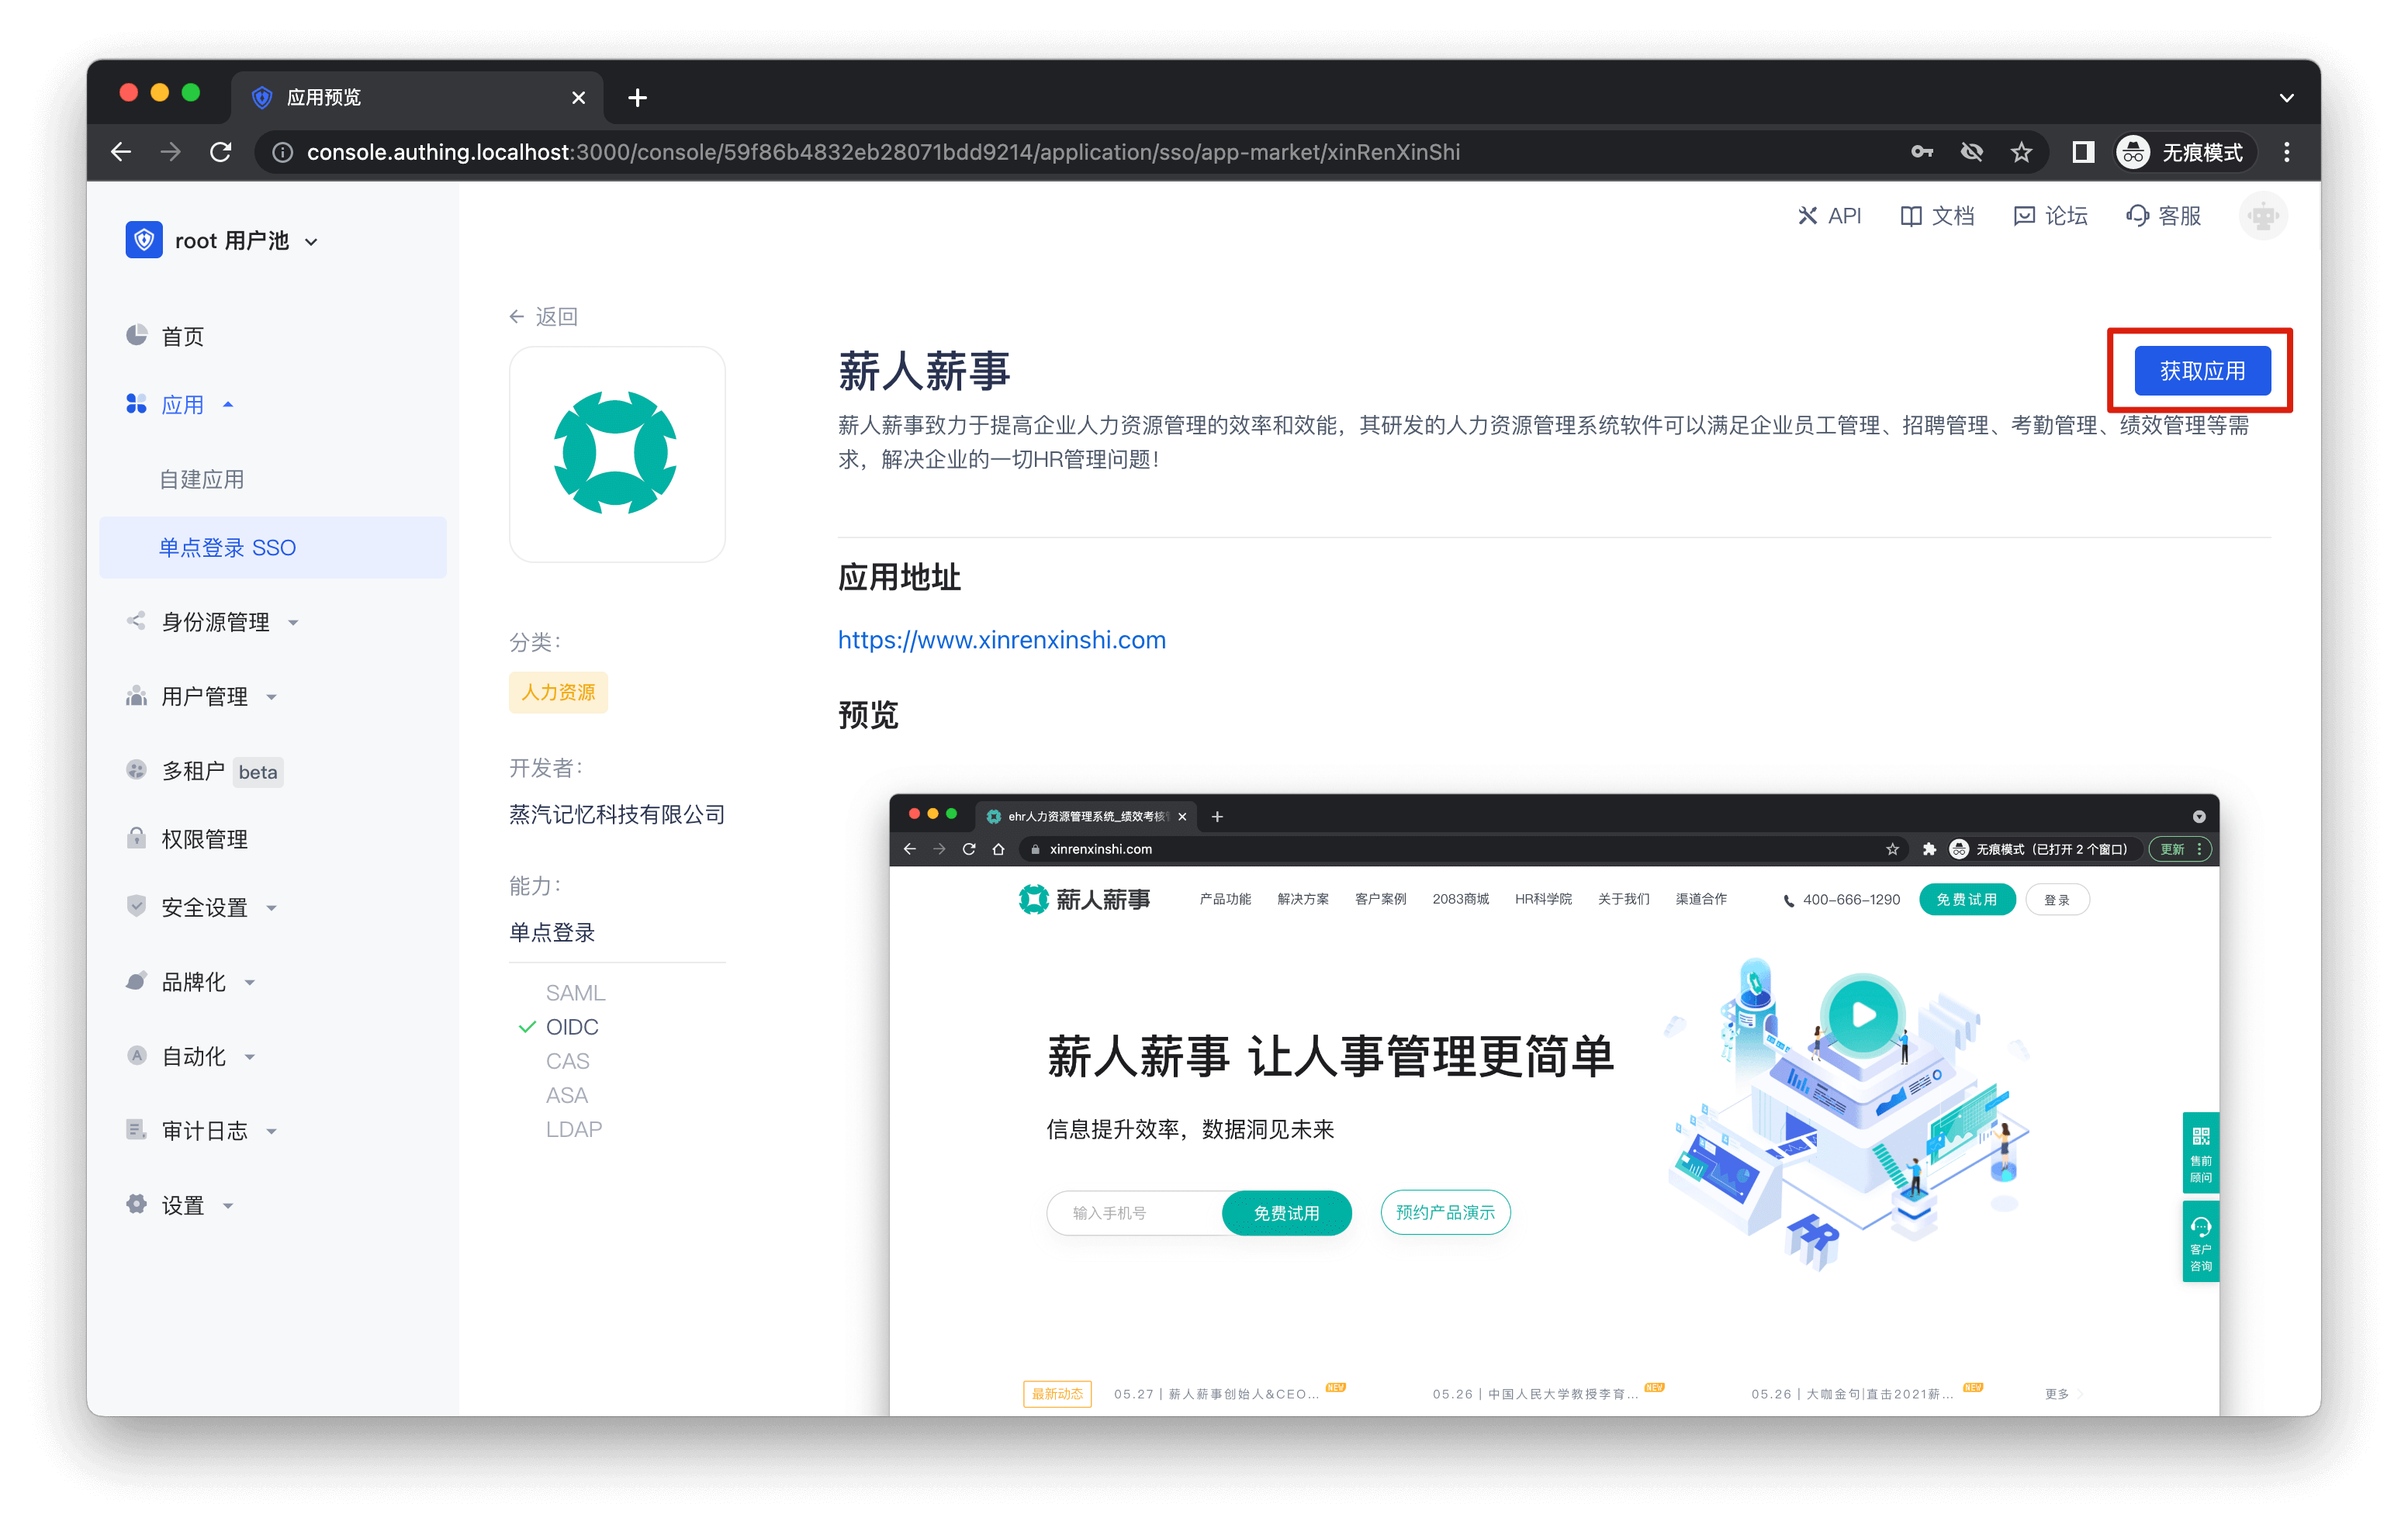 应用预览
console.authing.localhost:3000/console/59f86b4832eb28071bdd9214/application/sso/app-market/xinRenXinShi
无痕模式
root 用户池
API
文档
论坛
客服
首页
应用
自建应用
单点登录 SSO
身份源管理
用户管理
多租户 beta
权限管理
安全设置
品牌化
自动化
审计日志
设置
返回
分类：
人力资源
开发者：
蒸汽记忆科技有限公司
能力：
单点登录
SAML
OIDC
CAS
ASA
LDAP
薪人薪事
获取应用
薪人薪事致力于提高企业人力资源管理的效率和效能，其研发的人力资源管理系统软件可以满足企业员工管理、招聘管理、考勤管理、绩效管理等需
求，解决企业的一切HR管理问题！
应用地址
https://www.xinrenxinshi.com
预览
ehr人力资源管理系统_绩效考核
xinrenxinshi.com
无痕模式（已打开 2 个窗口）
更新
薪人薪事
产品功能
解决方案
客户案例
2083商城
HR科学院
关于我们
渠道合作
400-666-1290
免费试用
登录
薪人薪事 让人事管理更简单
信息提升效率，数据洞见未来
输入手机号
免费试用
预约产品演示
HR
售前
顾问
客户
咨询
最新动态
05.27 | 薪人薪事创始人&CEO... NEW
05.26 | 中国人民大学教授李育... NEW
05.26 | 大咖金句|直击2021薪... NEW
更多